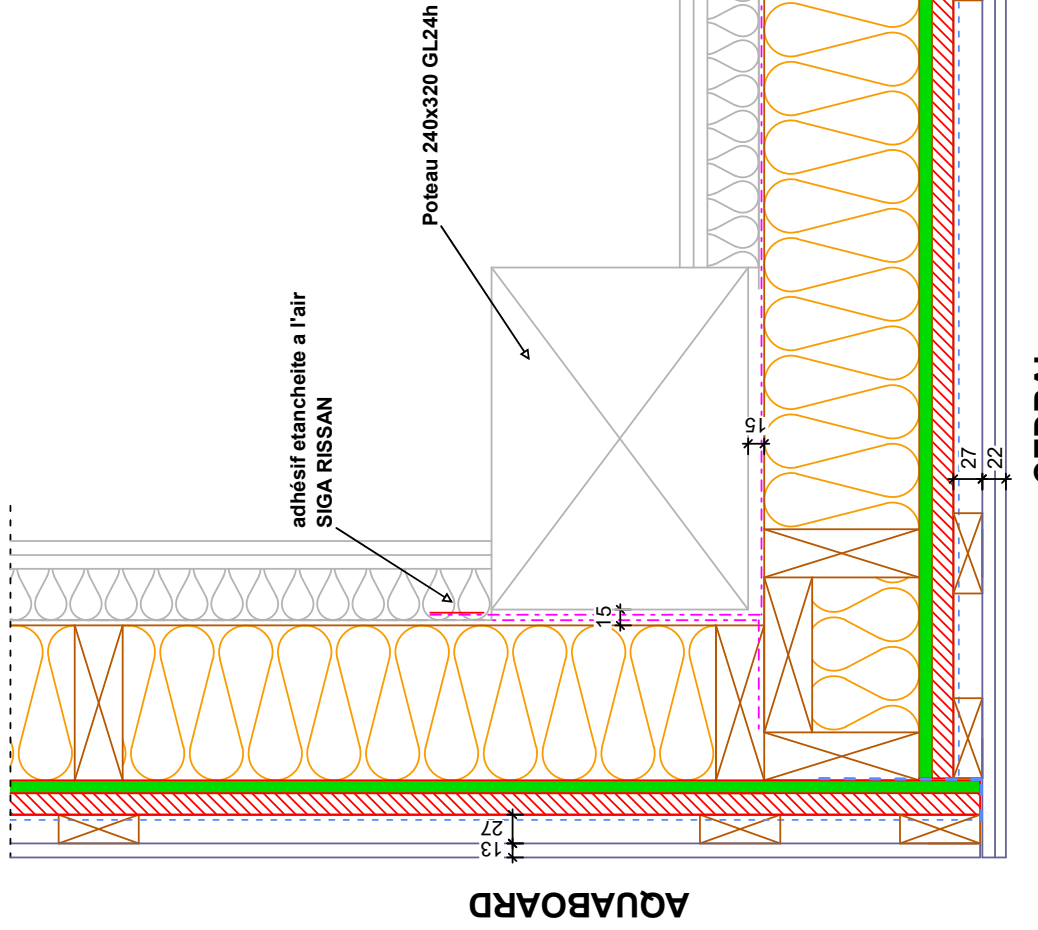 Poteau 240x320 GL24h
adhésif etancheite a l'air
SIGA RISSAN
15
15
27
22
27
13
AQUABOARD